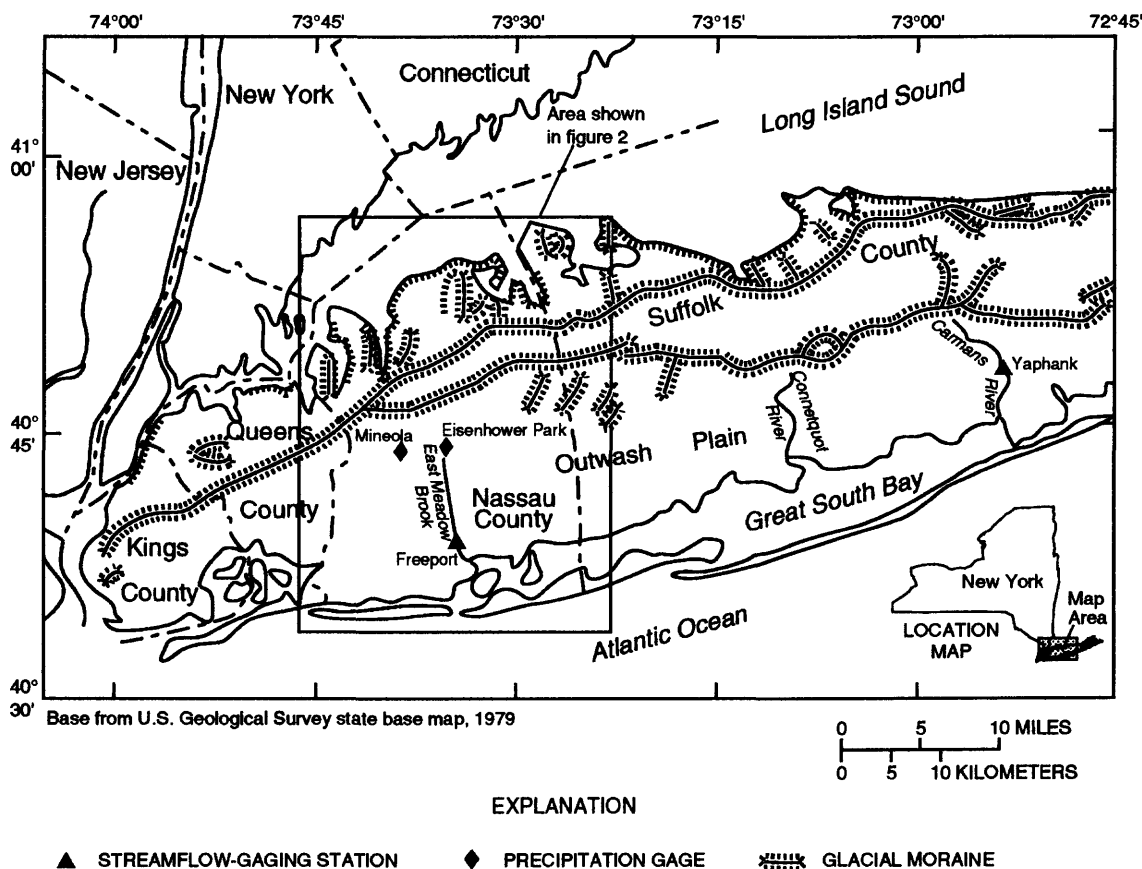 74°00' 73°45' 73°30' 73°00' 72°45'
Connecticut
New York
Area shown
in figure 2
Long Island Sound
41°
00'
New Jersey
County
Suffolk
Carmans
River
Yaphank
40°
45'
Queens
County
Mineola
Eisenhower Park
East Meadow
Brook
Connetquot
River
Outwash Plain
Nassau
County
Great South Bay
Freeport
Kings
County
New York
Map
Area
LOCATION
MAP
Atlantic Ocean
40°
30'
73°15'
Base from U.S. Geological Survey state base map, 1979
0 5 10 MILES
0 5 10 KILOMETERS
EXPLANATION
STREAMFLOW-GAGING STATION
PRECIPITATION GAGE
GLACIAL MORAINE